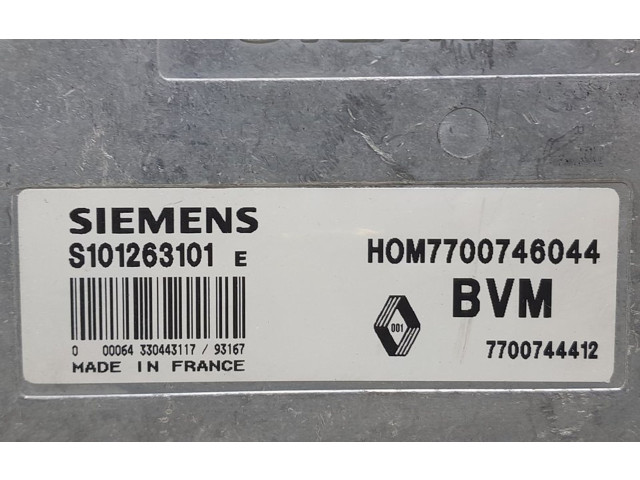 SIEMENS
S101263101 E
0 00064 330443117 / 93167
MADE IN FRANCE
HOM7700746044
001
BVM
7700744412